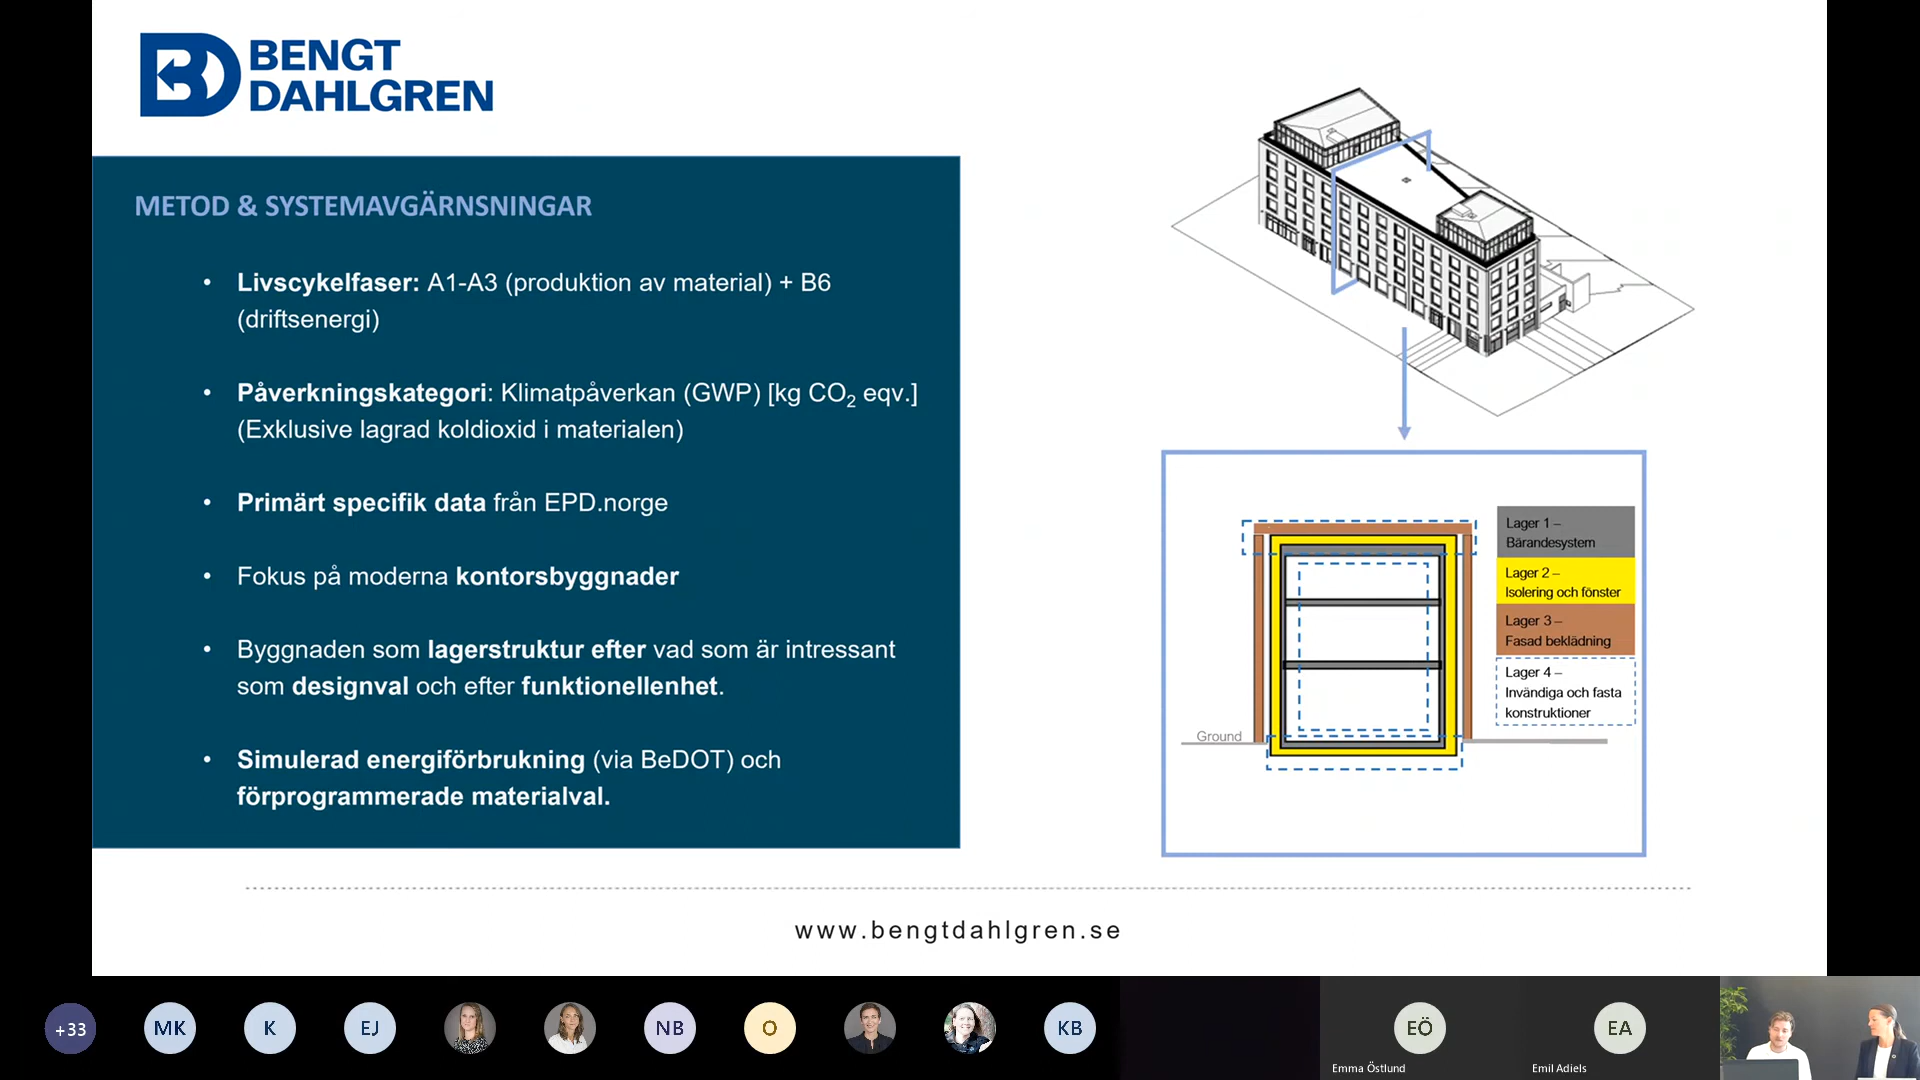 BENGT
DAHLGREN
METOD & SYSTEMAVGÄRNSNINGAR
• Livscykelfaser: A1-A3 (produktion av material) + B6
(driftsenergi)
• Påverkningskategori: Klimatpåverkan (GWP) [kg CO₂ eqv.]
(Exklusive lagrad koldioxid i materialen)
• Primärt specifik data från EPD.norge
• Fokus på moderna kontorsbyggnader
• Byggnaden som lagerstruktur efter vad som är intressant
som designval och efter funktionellenhet.
• Simulerad energiförbrukning (via BeDOT) och
förprogrammerade materialval.
Lager 1 –
Bärandesystem
Lager 2 –
Isolering och fönster
Lager 3 –
Fasad beklädning
Lager 4 –
Invändiga och fasta
konstruktioner
Ground
www.bengtdahlgren.se
+33
MK
K
EJ
NB
O
KB
EÖ
EA
Emma Östlund
Emil Adiels